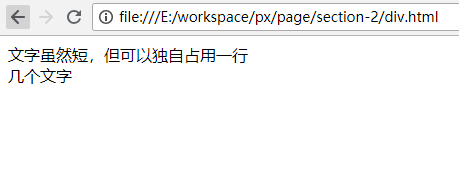 file:///E:/workspace/px/page/section-2/div.html
文字虽然短，但可以独自占用一行
几个文字